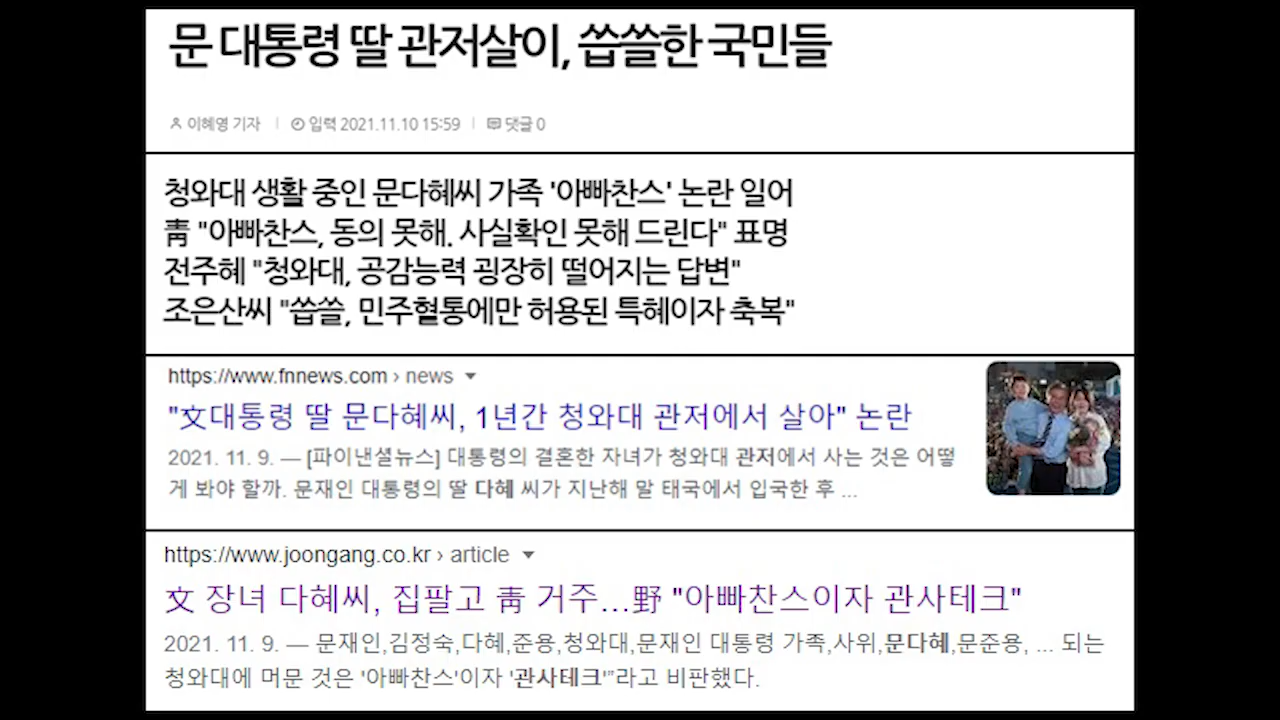 문 대통령 딸 관저살이, 씁쓸한 국민들
이혜영 기자 | 입력 2021.11.10 15:59 | 댓글 0
청와대 생활 중인 문다혜씨 가족 '아빠찬스' 논란 일어
靑 "아빠찬스, 동의 못해. 사실확인 못해 드린다" 표명
전주혜 "청와대, 공감능력 굉장히 떨어지는 답변"
조은산씨 "씁쓸, 민주혈통에만 허용된 특혜이자 축복"
https://www.fnnews.com › news
"文대통령 딸 문다혜씨, 1년간 청와대 관저에서 살아" 논란
2021. 11. 9. — [파이낸셜뉴스] 대통령의 결혼한 자녀가 청와대 관저에서 사는 것은 어떻
게 봐야 할까. 문재인 대통령의 딸 다혜 씨가 지난해 말 태국에서 입국한 후 ...
https://www.joongang.co.kr › article
文 장녀 다혜씨, 집팔고 靑 거주...野 "아빠찬스이자 관사테크"
2021. 11. 9. — 문재인,김정숙,다혜,준용,청와대,문재인 대통령 가족,사위,문다혜,문준용, ... 되는
청와대에 머문 것은 '아빠찬스'이자 '관사테크'"라고 비판했다.